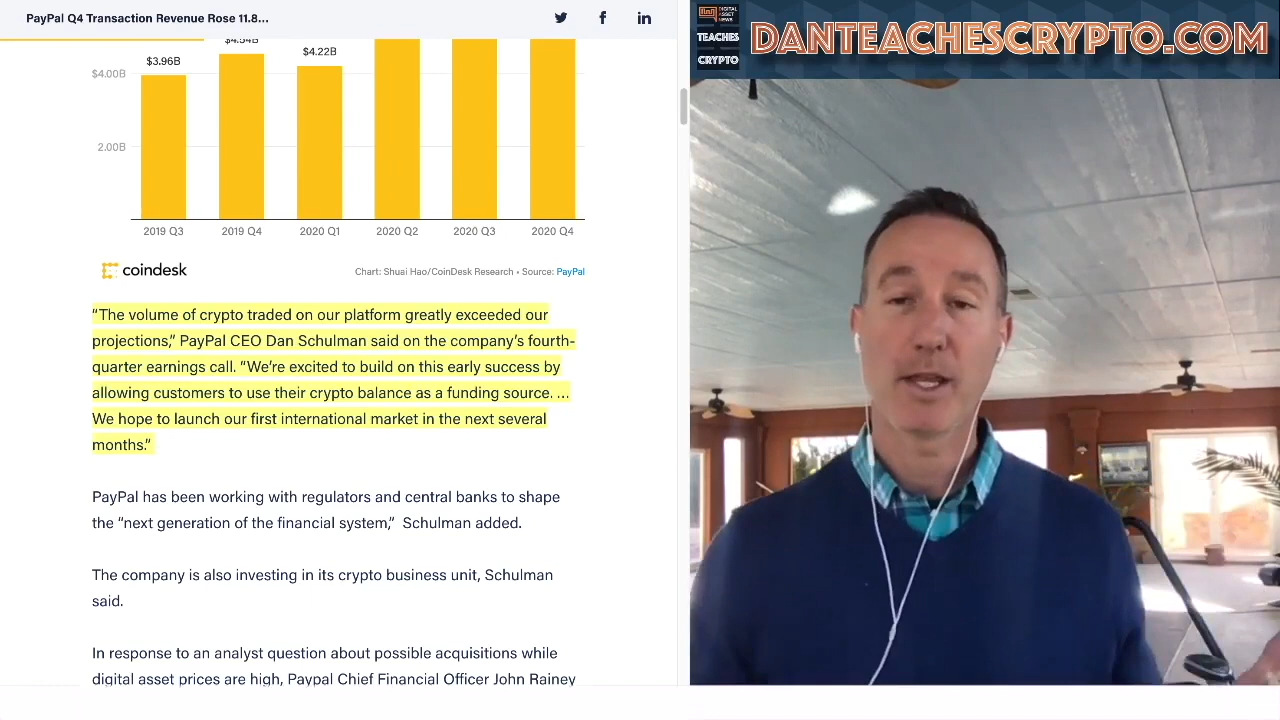 PayPal Q4 Transaction Revenue Rose 11.8...
$4.54B
$3.96B
$4.22B
$4.00B
2.00B
2019 Q3 2019 Q4 2020 Q1 2020 Q2 2020 Q3 2020 Q4
coindesk
Chart: Shuai Hao/CoinDesk Research • Source: PayPal
“The volume of crypto traded on our platform greatly exceeded our
projections,” PayPal CEO Dan Schulman said on the company’s fourth-
quarter earnings call. “We’re excited to build on this early success by
allowing customers to use their crypto balance as a funding source. …
We hope to launch our first international market in the next several
months.”
PayPal has been working with regulators and central banks to shape
the “next generation of the financial system,” Schulman added.
The company is also investing in its crypto business unit, Schulman
said.
In response to an analyst question about possible acquisitions while
digital asset prices are high, Paypal Chief Financial Officer John Rainey
DIGITAL
ASSET
NEWS
TEACHES
CRYPTO
DANTEACHESCRYPTO.COM